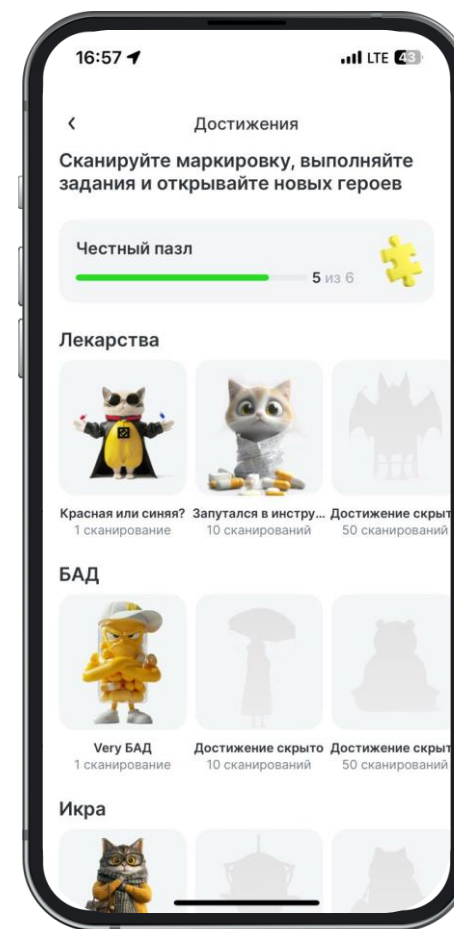 16:57
LTE 43
Достижения
Сканируйте маркировку, выполняйте
задания и открывайте новых героев
Честный пазл
5 из 6
Лекарства
Красная или синяя? Запутался в инстру... Достижение скрыт
1 сканирование 10 сканирований 50 сканирований
БАД
Very БАД Достижение скрыто Достижение скрыт
1 сканирование 10 сканирований 50 сканирований
Икра